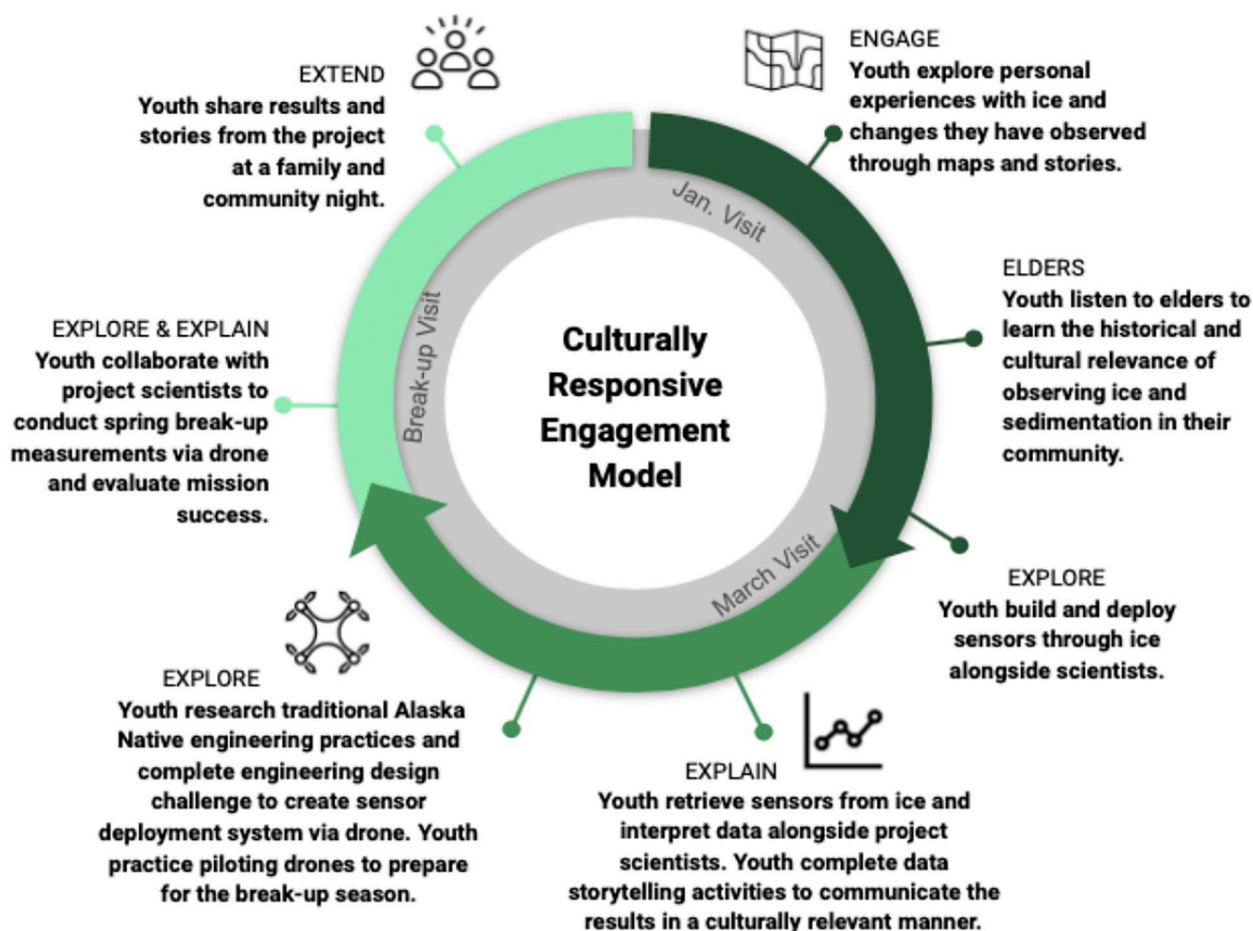 ENGAGE
Youth explore personal
experiences with ice and
changes they have observed
through maps and stories.
ELDERS
Youth listen to elders to
learn the historical and
cultural relevance of
observing ice and
sedimentation in their
community.
EXPLORE
Youth build and deploy
sensors through ice
alongside scientists.
EXPLAIN
Youth retrieve sensors from ice and
interpret data alongside project
scientists. Youth complete data
storytelling activities to communicate the
results in a culturally relevant manner.
EXPLORE
Youth research traditional Alaska
Native engineering practices and
complete engineering design
challenge to create sensor
deployment system via drone. Youth
practice piloting drones to prepare
for the break-up season.
EXPLORE & EXPLAIN
Youth collaborate with
project scientists to
conduct spring break-up
measurements via drone
and evaluate mission
success.
EXTEND
Youth share results and
stories from the project
at a family and
community night.
Jan. Visit
March Visit
Break-up Visit
Culturally
Responsive
Engagement
Model